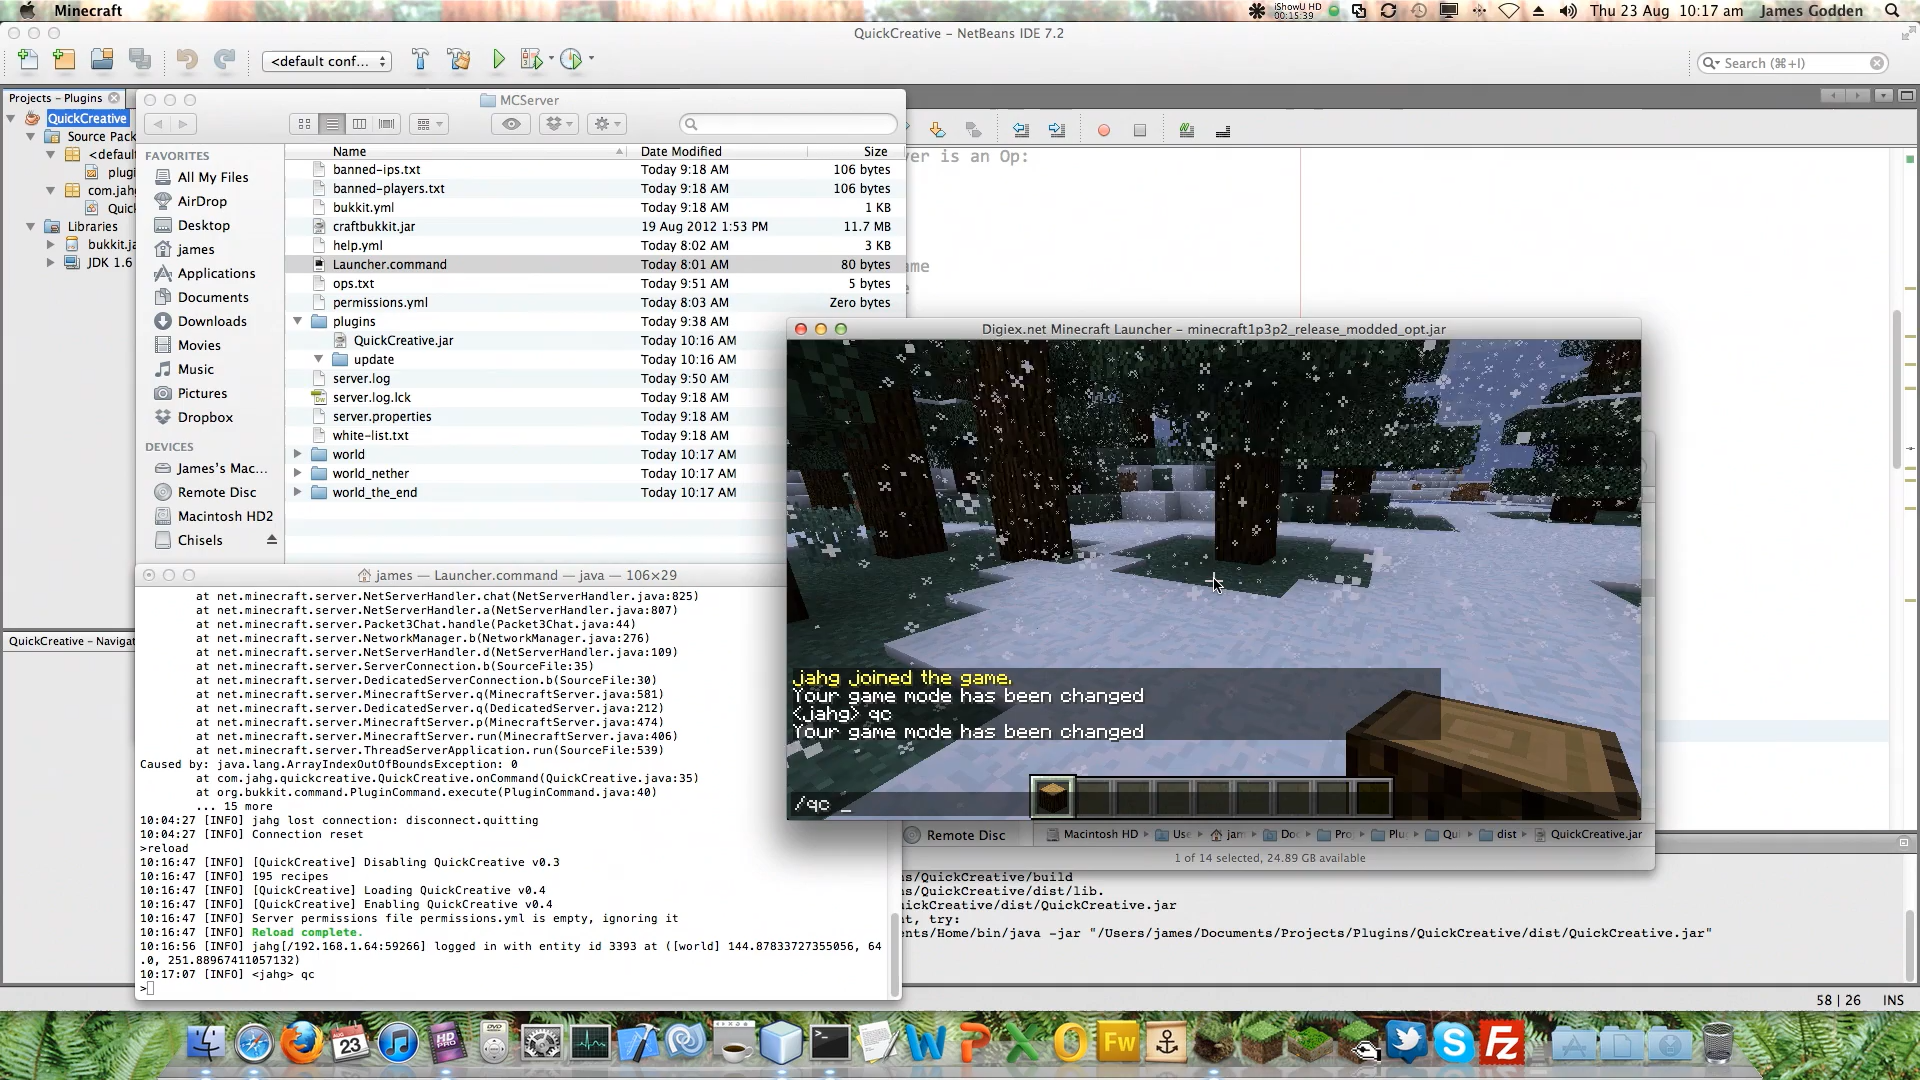 Minecraft
iShowU HD
00:15:39
Thu 23 Aug 10:17 am James Godden
QuickCreative – NetBeans IDE 7.2
<default conf...
Search (⌘+I)
Projects – Plugins
QuickCreative
Source Pack
<defaul
plugi
com.jahg
Quic
Libraries
bukkit.ja
JDK 1.6
QuickCreative – Navigat
MCServer
FAVORITES
All My Files
AirDrop
Desktop
james
Applications
Documents
Downloads
Movies
Music
Pictures
Dropbox
DEVICES
James's Mac...
Remote Disc
Macintosh HD2
Chisels
Name Date Modified Size
banned-ips.txt Today 9:18 AM 106 bytes
banned-players.txt Today 9:18 AM 106 bytes
bukkit.yml Today 9:18 AM 1 KB
craftbukkit.jar 19 Aug 2012 1:53 PM 11.7 MB
help.yml Today 8:02 AM 3 KB
Launcher.command Today 8:01 AM 80 bytes
ops.txt Today 9:51 AM 5 bytes
permissions.yml Today 8:03 AM Zero bytes
plugins Today 9:38 AM
QuickCreative.jar Today 10:16 AM
update Today 10:16 AM
server.log Today 9:50 AM
server.log.lck Today 9:18 AM
server.properties Today 9:18 AM
white-list.txt Today 9:18 AM
world Today 10:17 AM
world_nether Today 10:17 AM
world_the_end Today 10:17 AM
ver is an Op:
ame
Digiex.net Minecraft Launcher – minecraft1p3p2_release_modded_opt.jar
jahg joined the game.
Your game mode has been changed
<jahg> qc
Your game mode has been changed
/qc _
james — Launcher.command — java — 106×29
at net.minecraft.server.NetServerHandler.chat(NetServerHandler.java:825)
at net.minecraft.server.NetServerHandler.a(NetServerHandler.java:807)
at net.minecraft.server.Packet3Chat.handle(Packet3Chat.java:44)
at net.minecraft.server.NetworkManager.b(NetworkManager.java:276)
at net.minecraft.server.NetServerHandler.d(NetServerHandler.java:109)
at net.minecraft.server.ServerConnection.b(SourceFile:35)
at net.minecraft.server.DedicatedServerConnection.b(SourceFile:30)
at net.minecraft.server.MinecraftServer.q(MinecraftServer.java:581)
at net.minecraft.server.DedicatedServer.q(DedicatedServer.java:212)
at net.minecraft.server.MinecraftServer.p(MinecraftServer.java:474)
at net.minecraft.server.MinecraftServer.run(MinecraftServer.java:406)
at net.minecraft.server.ThreadServerApplication.run(SourceFile:539)
Caused by: java.lang.ArrayIndexOutOfBoundsException: 0
at com.jahg.quickcreative.QuickCreative.onCommand(QuickCreative.java:35)
at org.bukkit.command.PluginCommand.execute(PluginCommand.java:40)
... 15 more
10:04:27 [INFO] jahg lost connection: disconnect.quitting
10:04:27 [INFO] Connection reset
>reload
10:16:47 [INFO] [QuickCreative] Disabling QuickCreative v0.3
10:16:47 [INFO] 195 recipes
10:16:47 [INFO] [QuickCreative] Loading QuickCreative v0.4
10:16:47 [INFO] [QuickCreative] Enabling QuickCreative v0.4
10:16:47 [INFO] Server permissions file permissions.yml is empty, ignoring it
10:16:47 [INFO] Reload complete.
10:16:56 [INFO] jahg[/192.168.1.64:59266] logged in with entity id 3393 at ([world] 144.87833727355056, 64
.0, 251.88967411057132)
10:17:07 [INFO] <jahg> qc
>
Remote Disc
Macintosh HD Use jam Do Pro Plu Qu dist QuickCreative.jar
1 of 14 selected, 24.89 GB available
s/QuickCreative/build
s/QuickCreative/dist/lib.
ickCreative/dist/QuickCreative.jar
t, try:
ents/Home/bin/java -jar "/Users/james/Documents/Projects/Plugins/QuickCreative/dist/QuickCreative.jar"
58 | 26 INS
AUG
23
HD
PRO
Fw